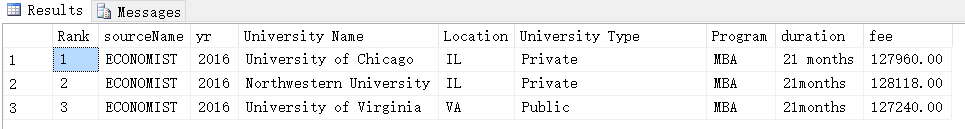 Results Messages
Rank sourceName yr University Name Location University Type Program duration fee
1 1 ECONOMIST 2016 University of Chicago IL Private MBA 21 months 127960.00
2 2 ECONOMIST 2016 Northwestern University IL Private MBA 21months 128118.00
3 3 ECONOMIST 2016 University of Virginia VA Public MBA 21months 127240.00